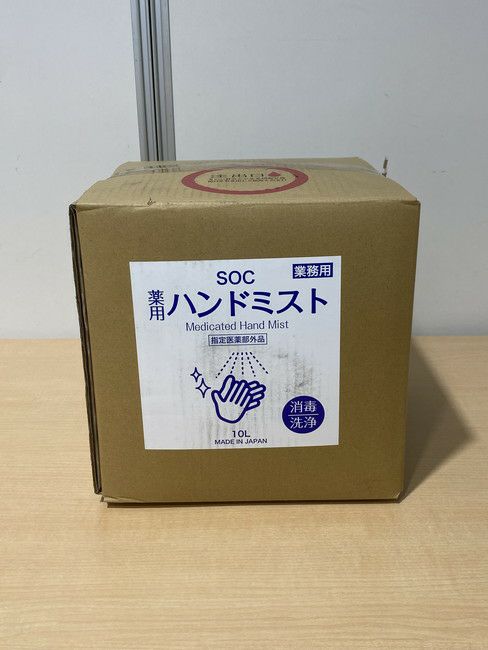 SOC
業務用
薬用
ハンドミスト
Medicated Hand Mist
指定医薬部外品
消毒
洗浄
10L
MADE IN JAPAN